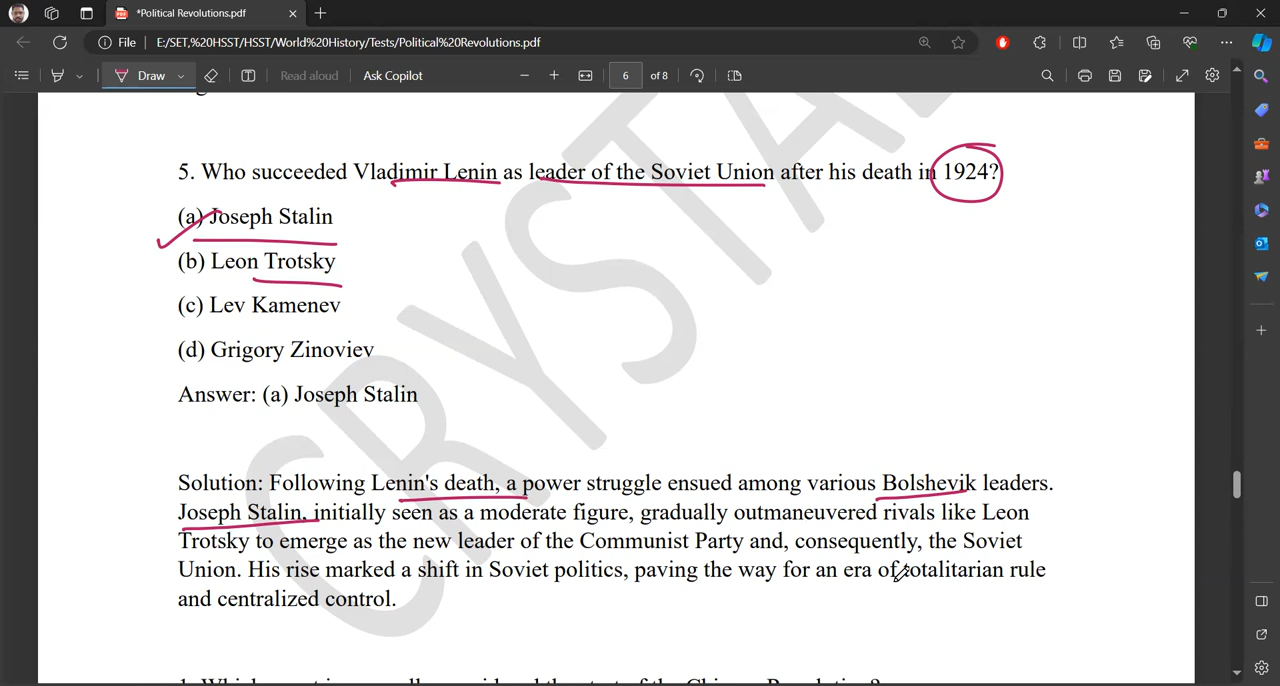 *Political Revolutions.pdf
File E:/SET,%20HSST/HSST/World%20History/Tests/Political%20Revolutions.pdf
Draw Read aloud Ask Copilot 6 of 8
5. Who succeeded Vladimir Lenin as leader of the Soviet Union after his death in 1924?
(a) Joseph Stalin
(b) Leon Trotsky
(c) Lev Kamenev
(d) Grigory Zinoviev
Answer: (a) Joseph Stalin
Solution: Following Lenin's death, a power struggle ensued among various Bolshevik leaders.
Joseph Stalin, initially seen as a moderate figure, gradually outmaneuvered rivals like Leon
Trotsky to emerge as the new leader of the Communist Party and, consequently, the Soviet
Union. His rise marked a shift in Soviet politics, paving the way for an era of totalitarian rule
and centralized control.
CRYSTAL